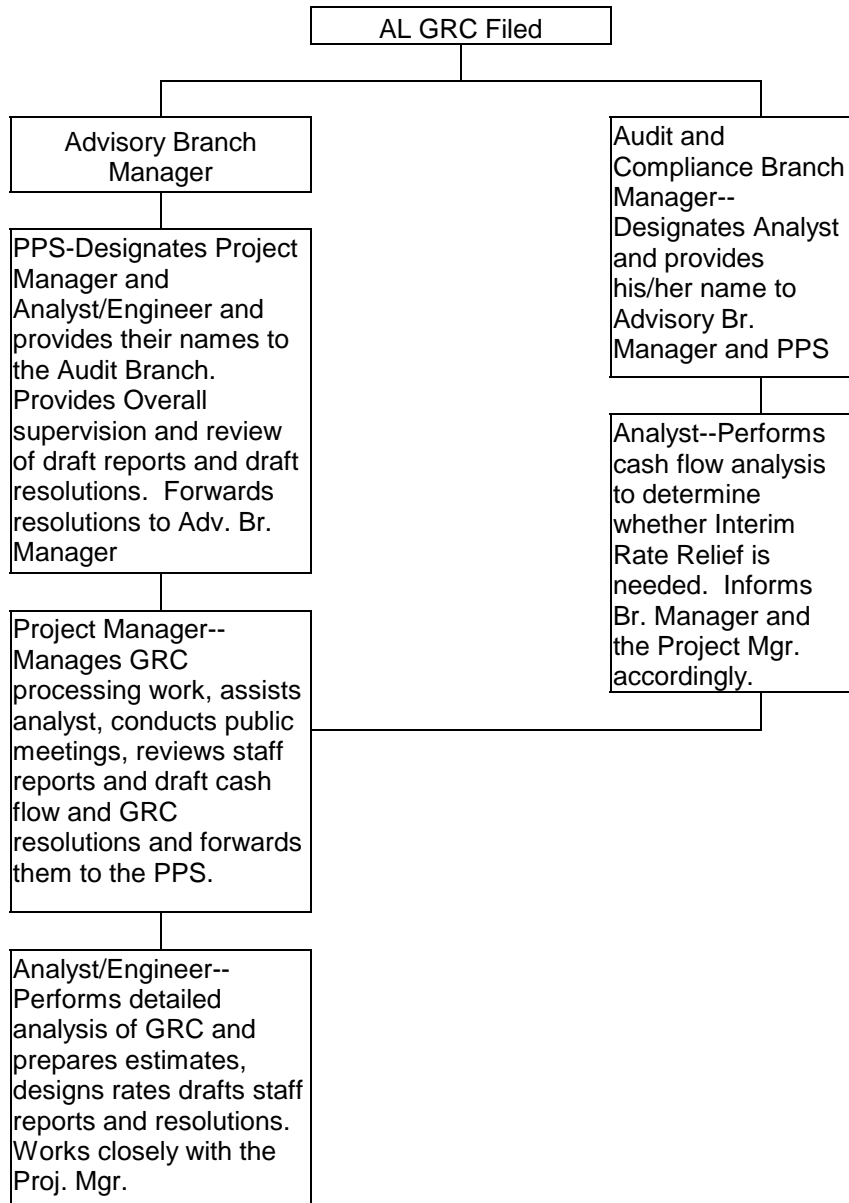 AL GRC Filed
Advisory Branch
Manager
PPS-Designates Project
Manager and
Analyst/Engineer and
provides their names to
the Audit Branch.
Provides Overall
supervision and review
of draft reports and draft
resolutions.  Forwards
resolutions to Adv. Br.
Manager
Project Manager--
Manages GRC
processing work, assists
analyst, conducts public
meetings, reviews staff
reports and draft cash
flow and GRC
resolutions and forwards
them to the PPS.
Analyst/Engineer--
Performs detailed
analysis of GRC and
prepares estimates,
designs rates drafts staff
reports and resolutions.
Works closely with the
Proj. Mgr.
Audit and
Compliance Branch
Manager--
Designates Analyst
and provides
his/her name to
Advisory Br.
Manager and PPS
Analyst--Performs
cash flow analysis
to determine
whether Interim
Rate Relief is
needed.  Informs
Br. Manager and
the Project Mgr.
accordingly.